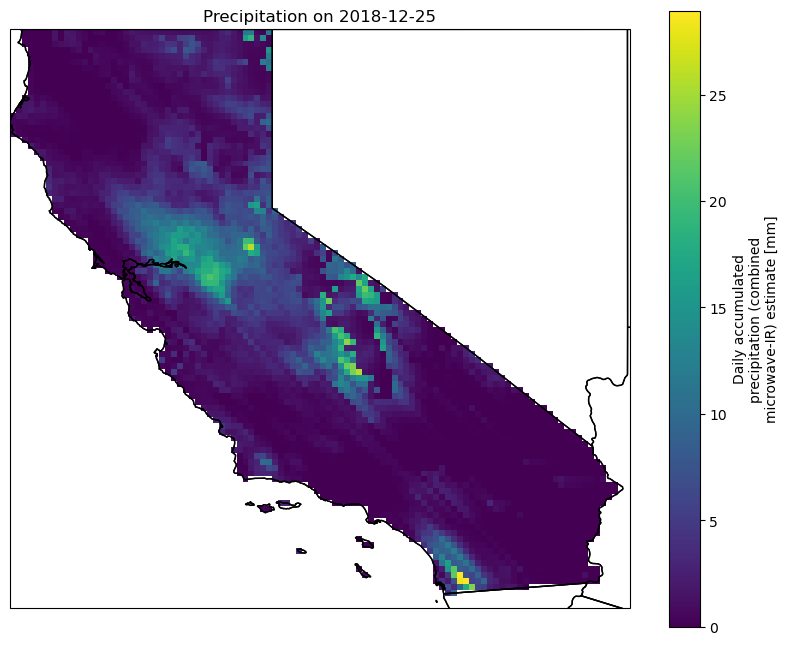 Precipitation on 2018-12-25
25
20
15
10
5
0
Daily accumulated
precipitation (combined
microwave-IR) estimate [mm]